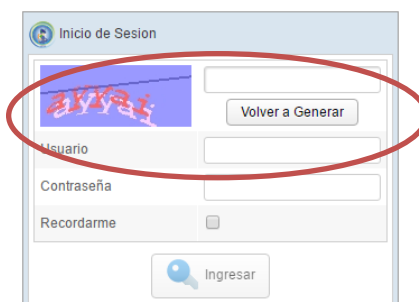 Inicio de Sesion
Volver a Generar
Usuario
Contraseña
Recordarme
Ingresar